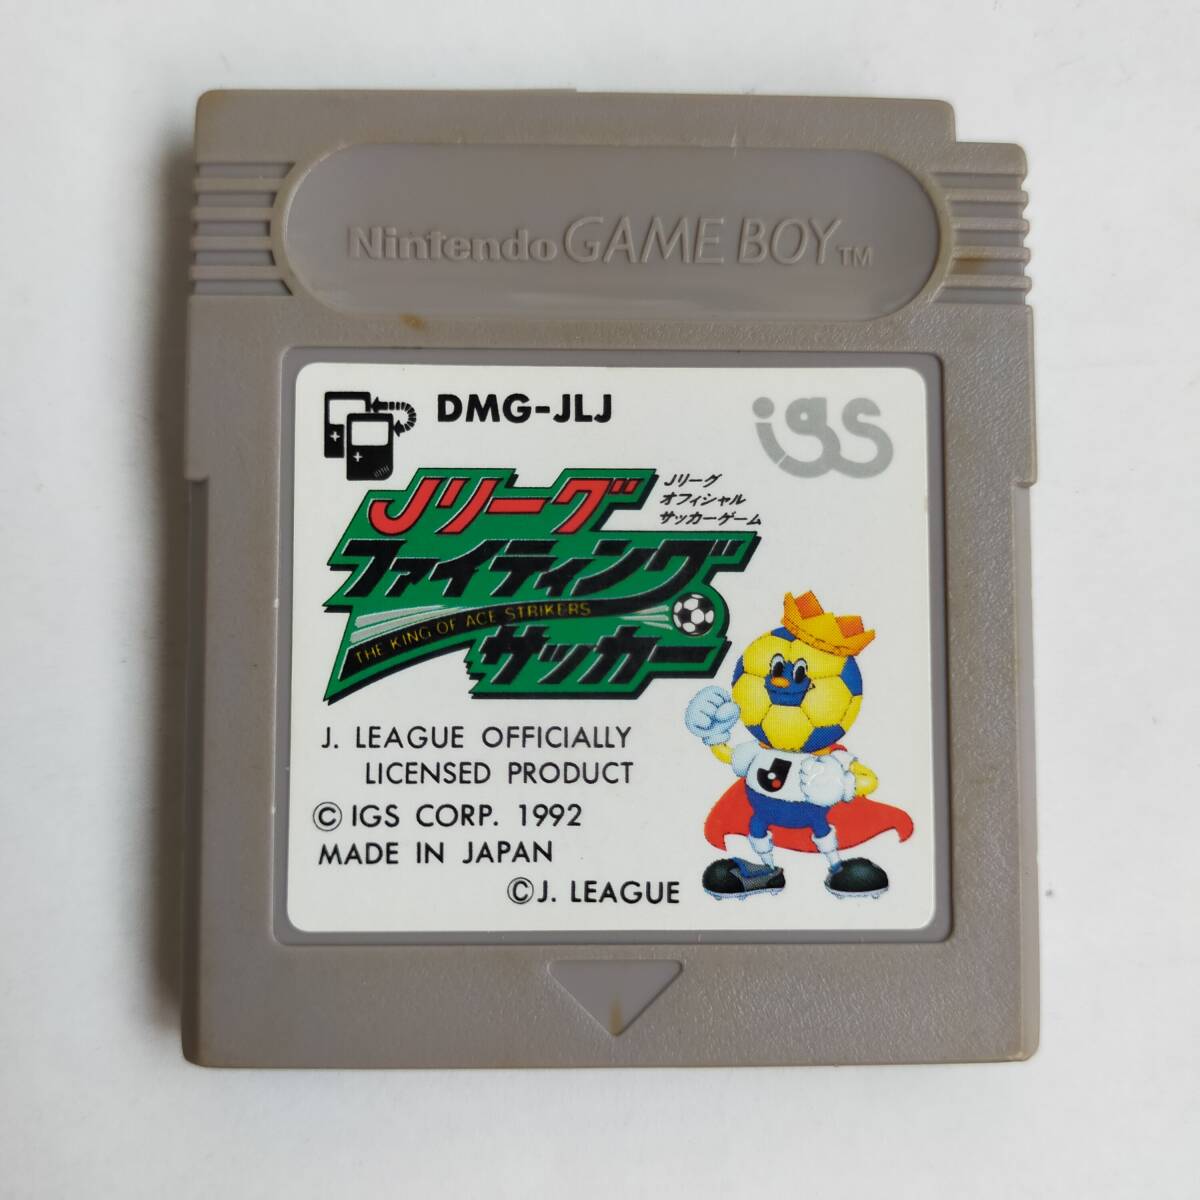 Nintendo GAME BOY™
DMG-JLJ
igs
Jリーグ
オフィシャル
サッカーゲーム
Jリーグ
ファイティング
THE KING OF ACE STRIKERS
サッカー
J. LEAGUE OFFICIALLY
LICENSED PRODUCT
© IGS CORP. 1992
MADE IN JAPAN
© J. LEAGUE